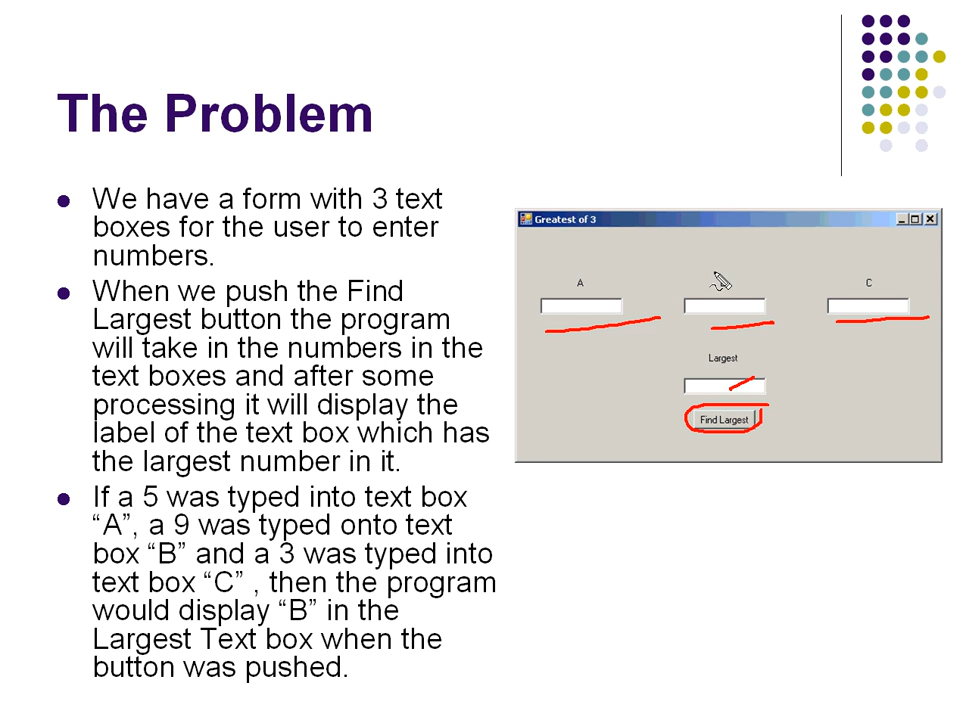 The Problem
We have a form with 3 text
boxes for the user to enter
numbers.
When we push the Find
Largest button the program
will take in the numbers in the
text boxes and after some
processing it will display the
label of the text box which has
the largest number in it.
If a 5 was typed into text box
“A”, a 9 was typed onto text
box “B” and a 3 was typed into
text box “C” , then the program
would display “B” in the
Largest Text box when the
button was pushed.
Greatest of 3
A
C
Largest
Find Largest